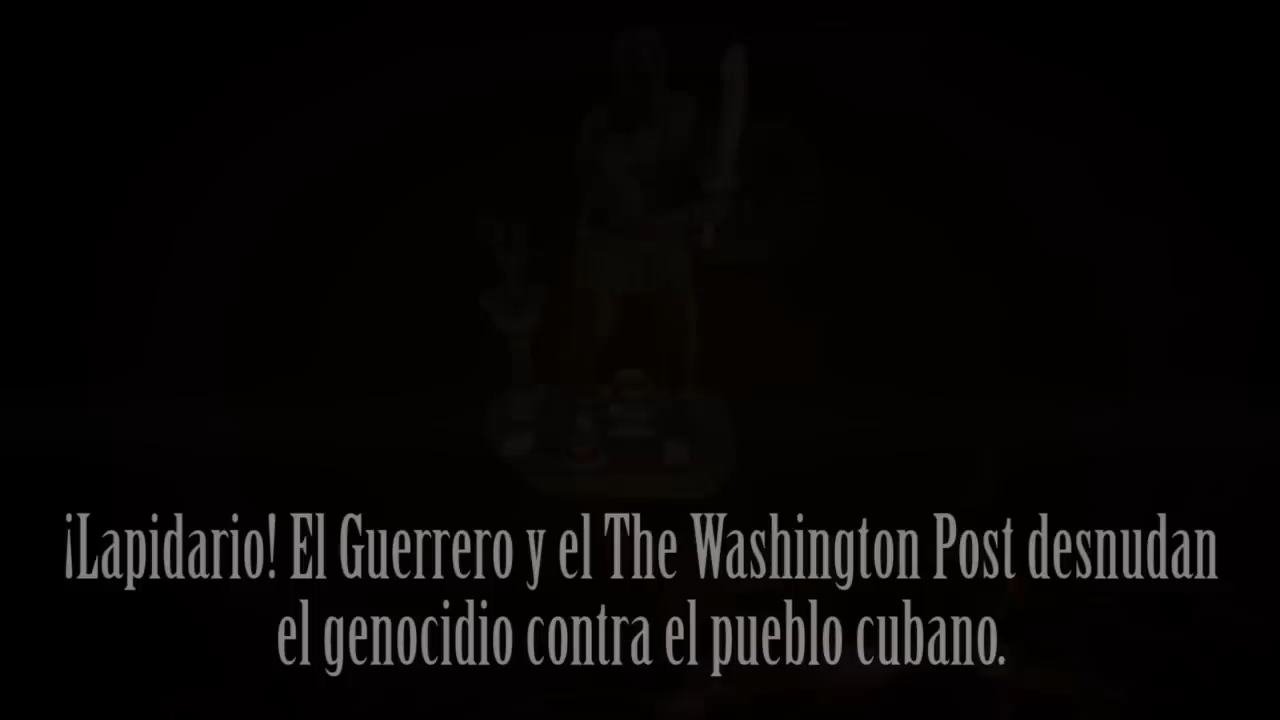 ¡Lapidario! El Guerrero y el The Washington Post desnudan
el genocidio contra el pueblo cubano.